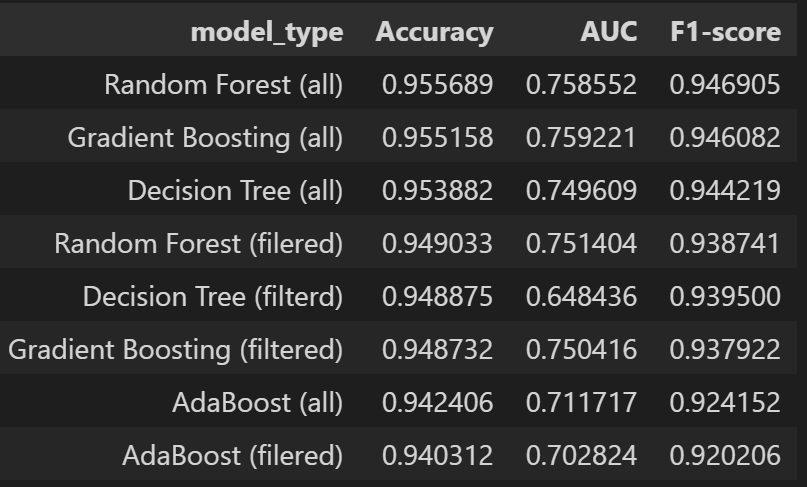 model_type Accuracy AUC F1-score
Random Forest (all) 0.955689 0.758552 0.946905
Gradient Boosting (all) 0.955158 0.759221 0.946082
Decision Tree (all) 0.953882 0.749609 0.944219
Random Forest (filered) 0.949033 0.751404 0.938741
Decision Tree (filterd) 0.948875 0.648436 0.939500
Gradient Boosting (filtered) 0.948732 0.750416 0.937922
AdaBoost (all) 0.942406 0.711717 0.924152
AdaBoost (filered) 0.940312 0.702824 0.920206